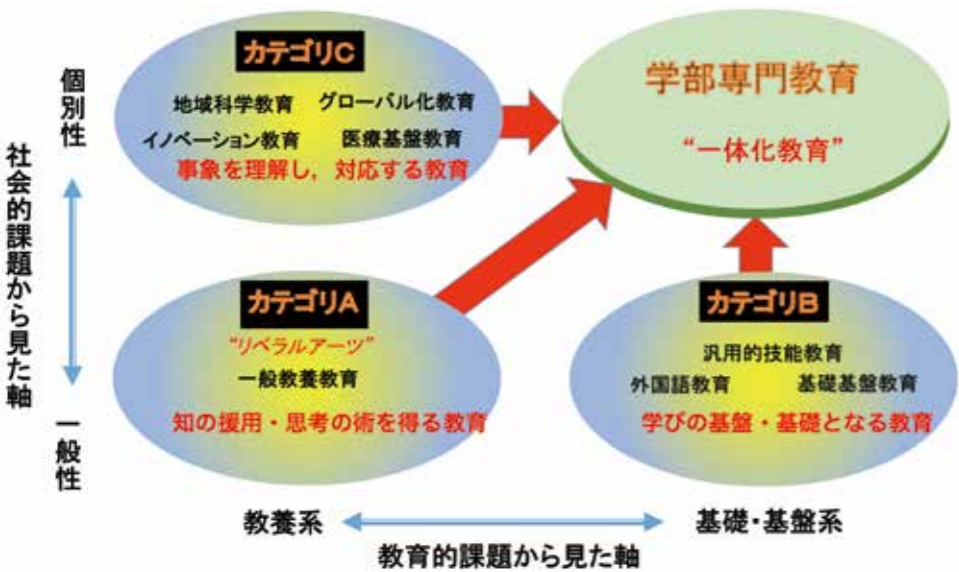 カテゴリC
地域科学教育
グローバル化教育
イノベーション教育
医療基盤教育
事象を理解し，対応する教育
学部専門教育
“一体化教育”
個別性
社会的課題から見た軸
一般性
カテゴリA
“リベラルアーツ”
一般教養教育
知の援用・思考の術を得る教育
カテゴリB
汎用的技能教育
外国語教育
基礎基盤教育
学びの基盤・基礎となる教育
教養系
基礎・基盤系
教育的課題から見た軸